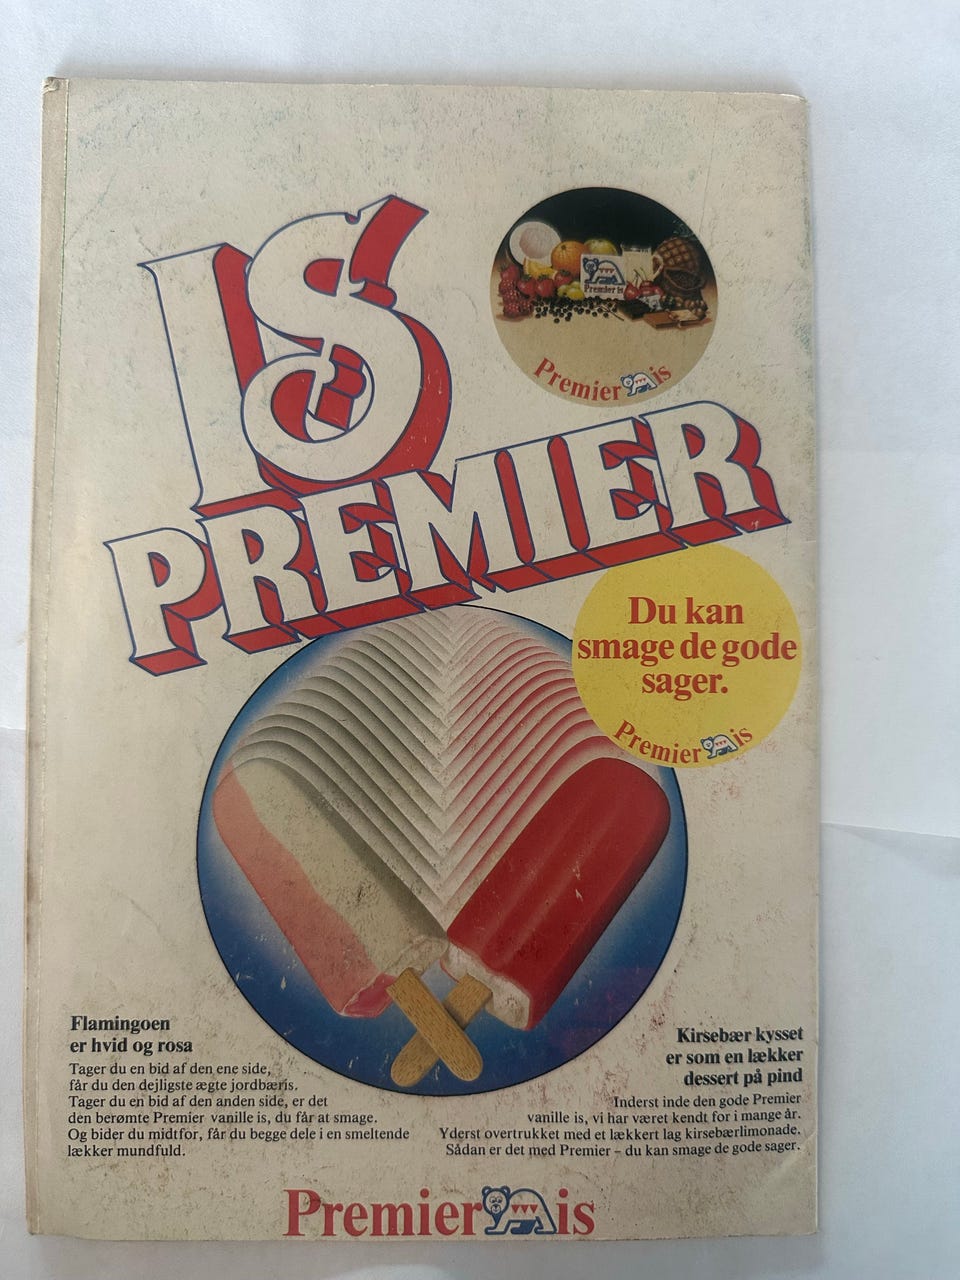 IS
PREMIER
Premier is
Premier is
Du kan
smage de gode
sager.
Premier is
Flamingoen
er hvid og rosa
Tager du en bid af den ene side,
får du den dejligste ægte jordbæris.
Tager du en bid af den anden side, er det
den berømte Premier vanille is, du får at smage.
Og bider du midtfor, får du begge dele i en smeltende
lækker mundfuld.
Kirsebær kysset
er som en lækker
dessert på pind
Inderst inde den gode Premier
vanille is, vi har været kendt for i mange år.
Yderst overtrukket med et lækkert lag kirsebærlimonade.
Sådan er det med Premier – du kan smage de gode sager.
Premier is